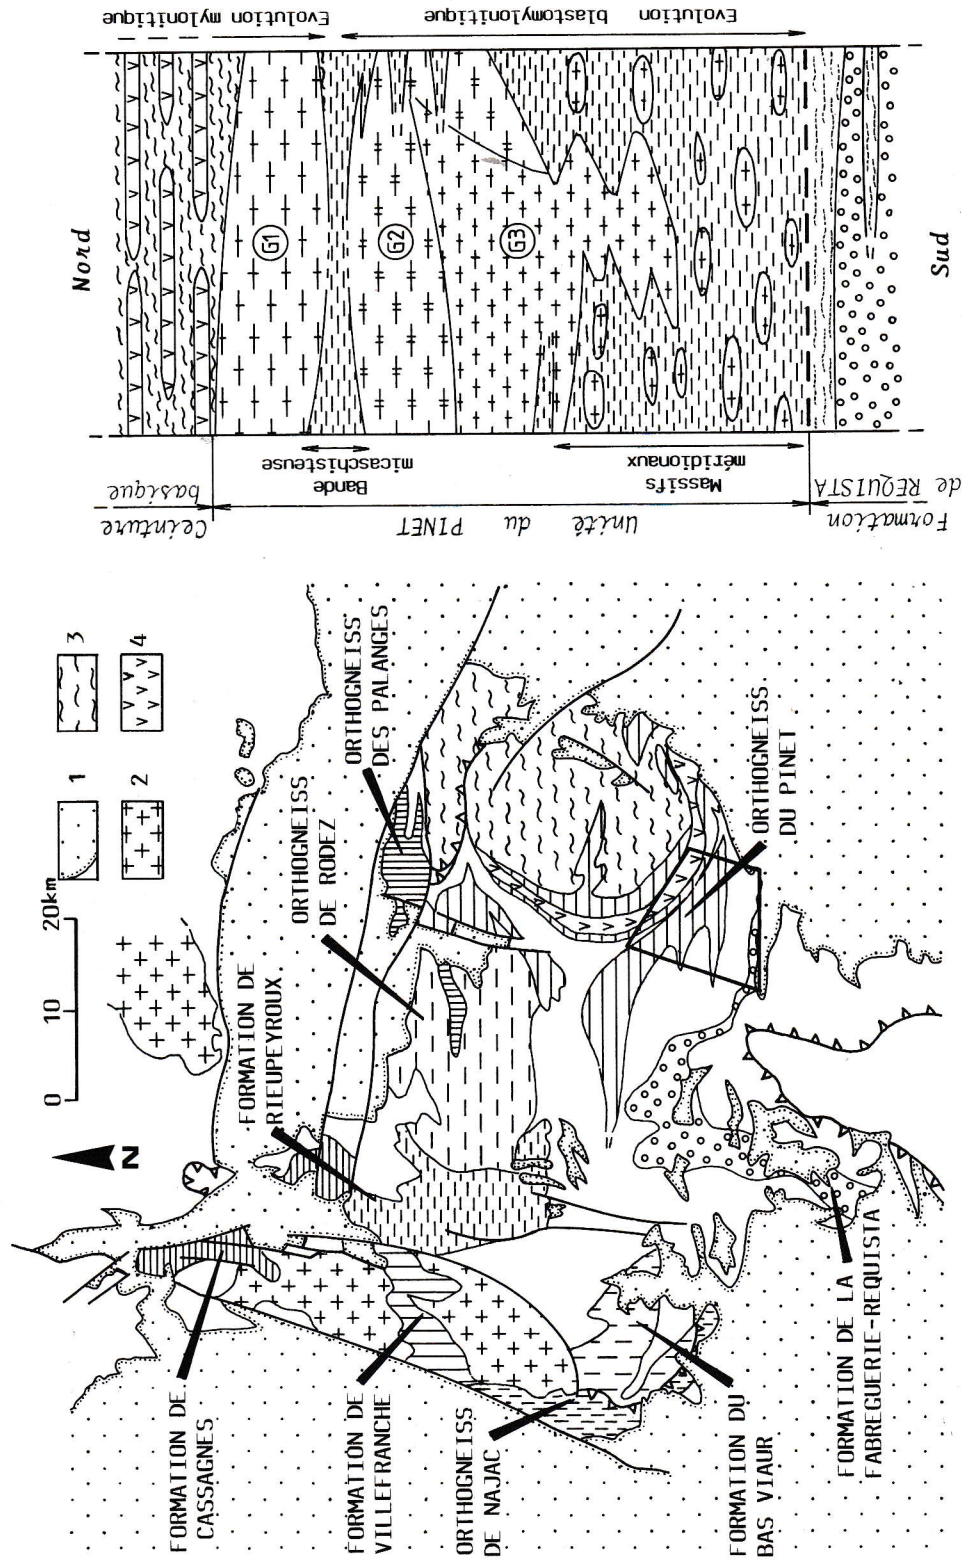 Nord
Sud
Evolution mylonitique
Evolution blastomylonitique
G1
G2
G3
Bande
micaschisteuse
Massifs
méridionaux
Ceinture
basique
Unité du PINET
Formation
de REQUISTA
0 10 20km
N
1
2
3
4
FORMATION DE
CASSAGNES
FORMATION DE
VILLEFRANCHE
ORTHOGNEISS
DE NAJAC
FORMATION DU
BAS VIAUR
FORMATION DE LA
FABREGUERIE-REQUISTA
FORMATION DE
RIEUPEYROUX
ORTHOGNEISS
DE RODEZ
ORTHOGNEISS
DES PALANGES
ORTHOGNEISS
DU PINET